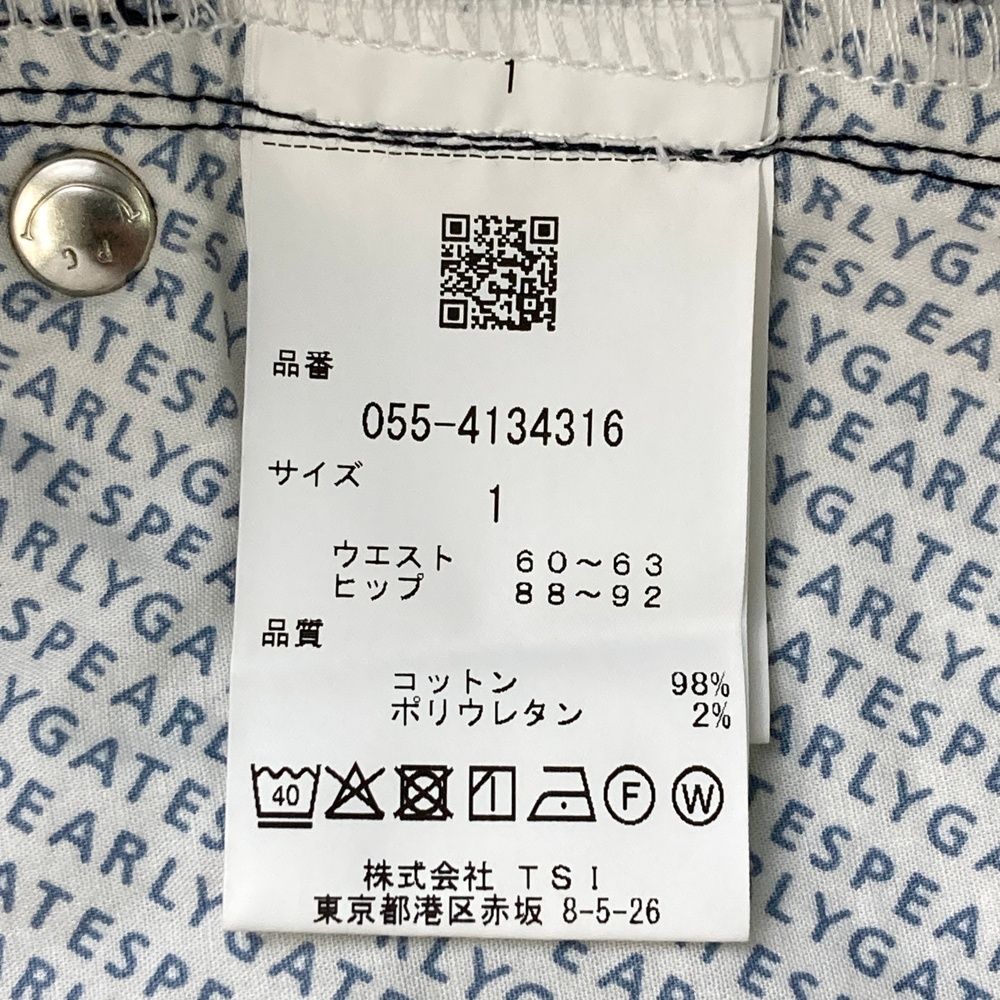 1
品番
055-4134316
サイズ
1
ウエスト 60～63
ヒップ 88～92
品質
コットン 98%
ポリウレタン 2%
40 F W
株式会社 TSI
東京都港区赤坂 8-5-26
PEARLYGATES
PG